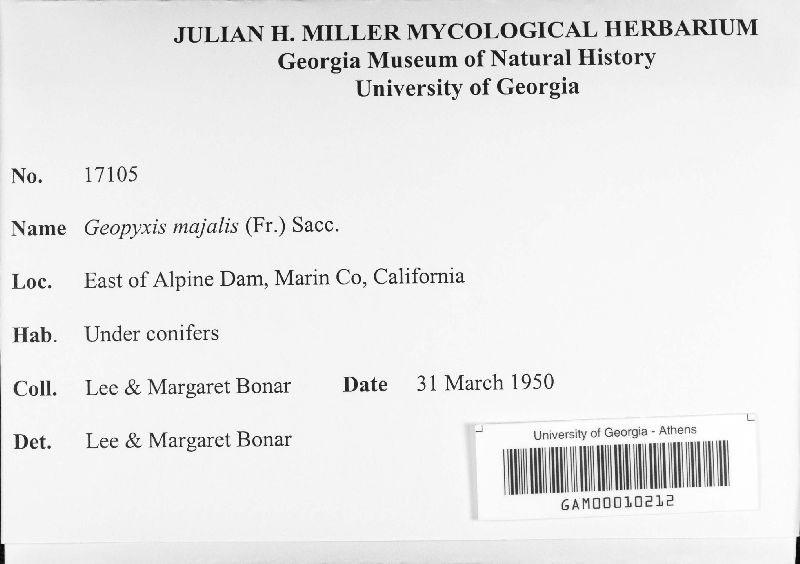 JULIAN H. MILLER MYCOLOGICAL HERBARIUM
Georgia Museum of Natural History
University of Georgia
No. 17105
Name Geopyxis majalis (Fr.) Sacc.
Loc. East of Alpine Dam, Marin Co, California
Hab. Under conifers
Coll. Lee & Margaret Bonar Date 31 March 1950
Det. Lee & Margaret Bonar
University of Georgia - Athens
GAM00010212